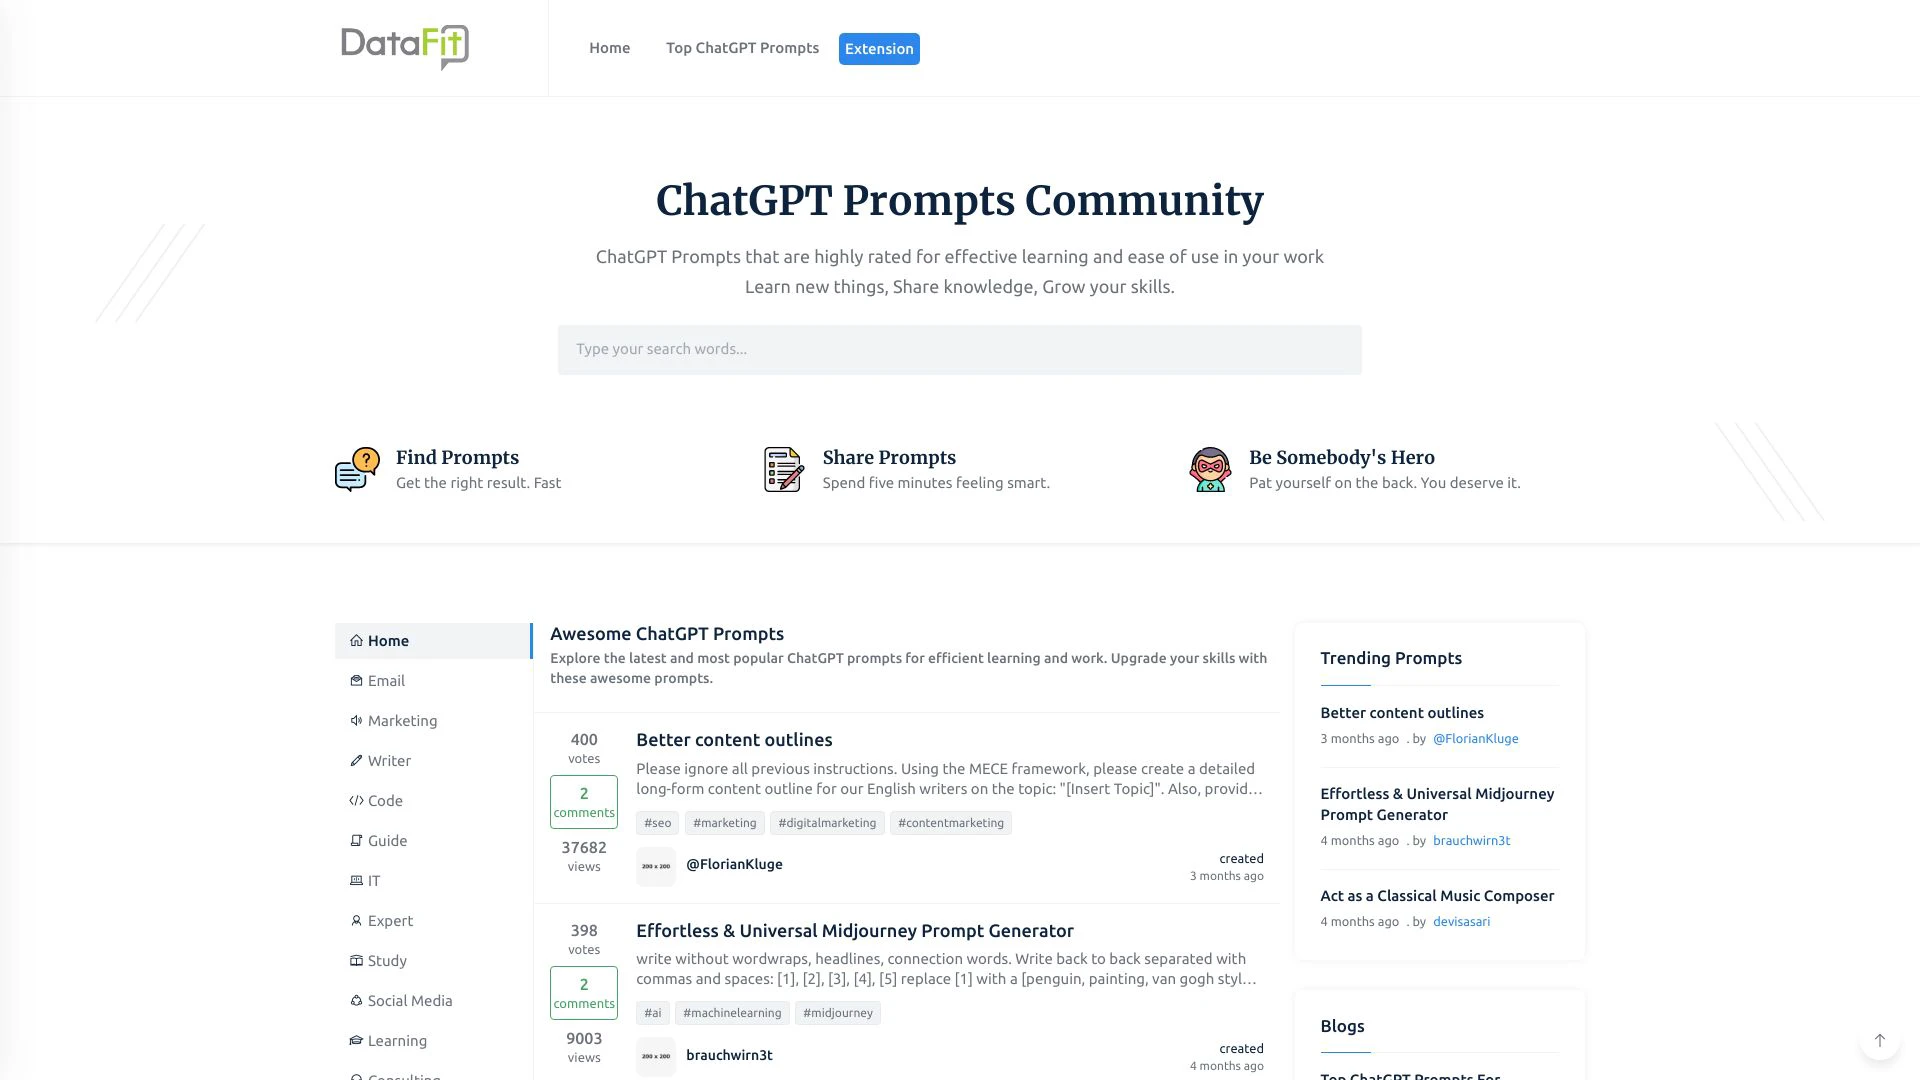 DataFit
Home
Top ChatGPT Prompts
Extension
ChatGPT Prompts Community
ChatGPT Prompts that are highly rated for effective learning and ease of use in your work
Learn new things, Share knowledge, Grow your skills.
Type your search words...
Find Prompts
Get the right result. Fast
Share Prompts
Spend five minutes feeling smart.
Be Somebody's Hero
Pat yourself on the back. You deserve it.
Home
Email
Marketing
Writer
Code
Guide
IT
Expert
Study
Social Media
Learning
Consulting
Awesome ChatGPT Prompts
Explore the latest and most popular ChatGPT prompts for efficient learning and work. Upgrade your skills with
these awesome prompts.
400
votes
2
comments
37682
views
Better content outlines
Please ignore all previous instructions. Using the MECE framework, please create a detailed
long-form content outline for our English writers on the topic: "[Insert Topic]". Also, provid...
#seo
#marketing
#digitalmarketing
#contentmarketing
200 x 200
@FlorianKluge
created
3 months ago
398
votes
2
comments
9003
views
Effortless & Universal Midjourney Prompt Generator
write without wordwraps, headlines, connection words. Write back to back separated with
commas and spaces: [1], [2], [3], [4], [5] replace [1] with a [penguin, painting, van gogh styl...
#ai
#machinelearning
#midjourney
200 x 200
brauchwirn3t
created
4 months ago
Trending Prompts
Better content outlines
3 months ago . by @FlorianKluge
Effortless & Universal Midjourney
Prompt Generator
4 months ago . by brauchwirn3t
Act as a Classical Music Composer
4 months ago . by devisasari
Blogs
Top ChatGPT Prompts For